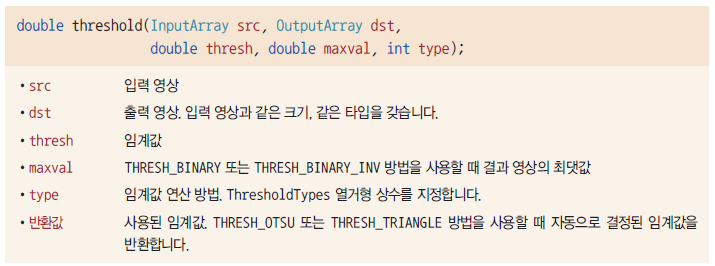 double threshold(InputArray src, OutputArray dst,
double thresh, double maxval, int type);
• src 입력 영상
• dst 출력 영상. 입력 영상과 같은 크기, 같은 타입을 갖습니다.
• thresh 임계값
• maxval THRESH_BINARY 또는 THRESH_BINARY_INV 방법을 사용할 때 결과 영상의 최댓값
• type 임계값 연산 방법. ThresholdTypes 열거형 상수를 지정합니다.
• 반환값 사용된 임계값. THRESH_OTSU 또는 THRESH_TRIANGLE 방법을 사용할 때 자동으로 결정된 임계값을
반환합니다.